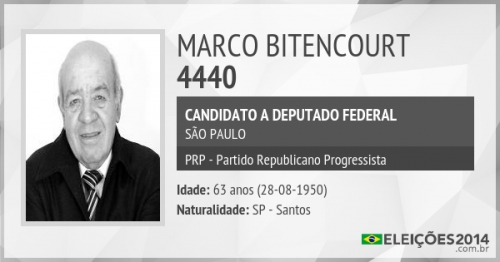 MARCO BITENCOURT
4440
CANDIDATO A DEPUTADO FEDERAL
SÃO PAULO
PRP - Partido Republicano Progressista
Idade: 63 anos (28-08-1950)
Naturalidade: SP - Santos
ELEIÇÕES2014
.com.br